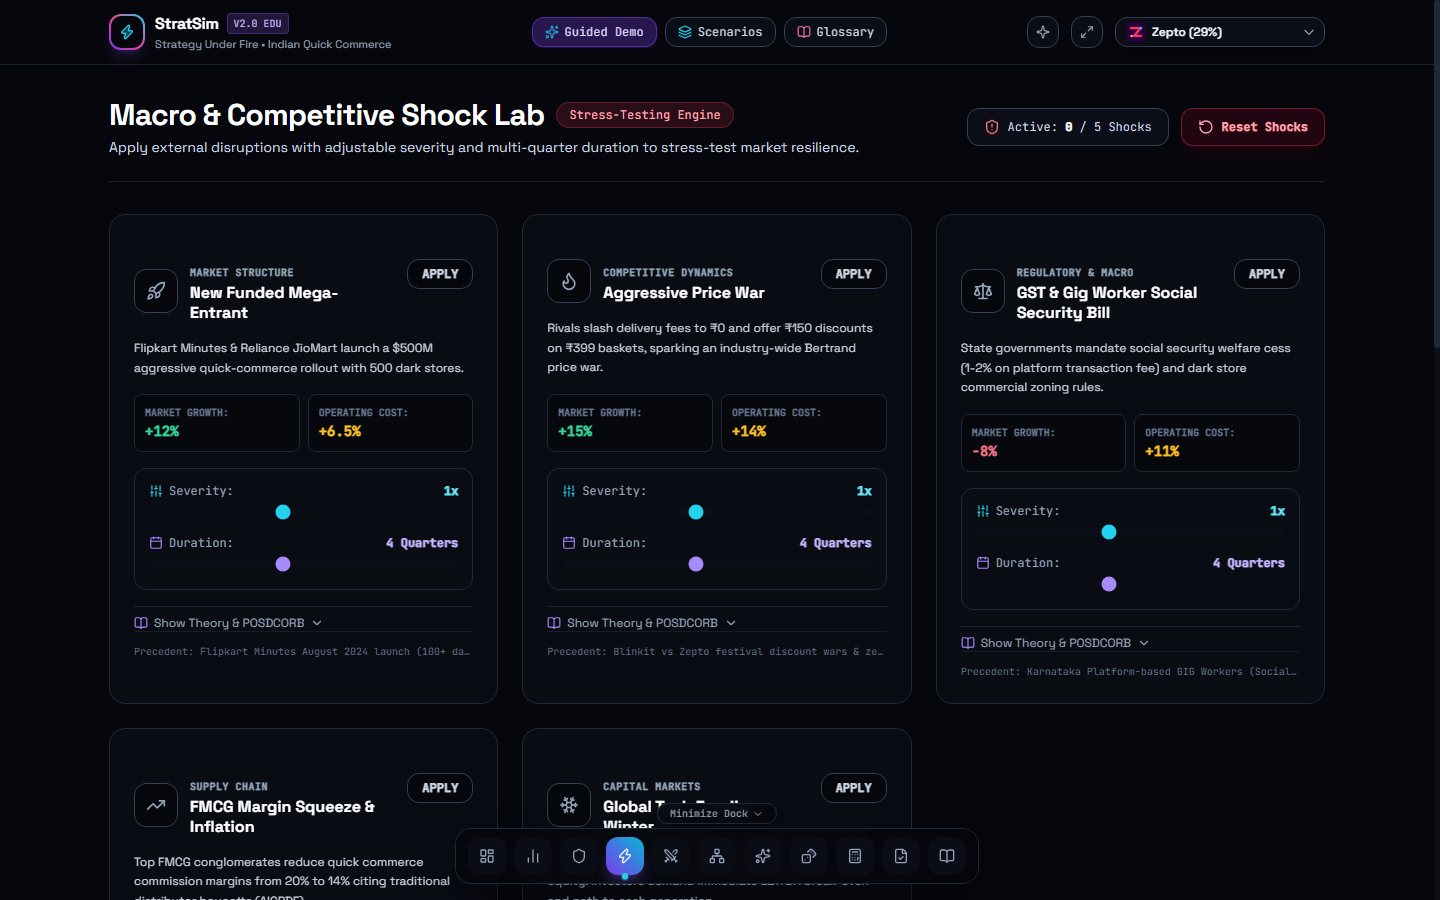 StratSim V2.0 EDU
Strategy Under Fire • Indian Quick Commerce
Guided Demo
Scenarios
Glossary
Zepto (29%)
Macro & Competitive Shock Lab
Stress-Testing Engine
Apply external disruptions with adjustable severity and multi-quarter duration to stress-test market resilience.
Active: 0 / 5 Shocks
Reset Shocks
MARKET STRUCTURE
New Funded Mega-
Entrant
APPLY
Flipkart Minutes & Reliance JioMart launch a $500M
aggressive quick-commerce rollout with 500 dark stores.
MARKET GROWTH:
+12%
OPERATING COST:
+6.5%
Severity: 1x
Duration: 4 Quarters
Show Theory & POSDCORB
Precedent: Flipkart Minutes August 2024 launch (100+ da…
COMPETITIVE DYNAMICS
Aggressive Price War
APPLY
Rivals slash delivery fees to ₹0 and offer ₹150 discounts
on ₹399 baskets, sparking an industry-wide Bertrand
price war.
MARKET GROWTH:
+15%
OPERATING COST:
+14%
Severity: 1x
Duration: 4 Quarters
Show Theory & POSDCORB
Precedent: Blinkit vs Zepto festival discount wars & ze…
REGULATORY & MACRO
GST & Gig Worker Social
Security Bill
APPLY
State governments mandate social security welfare cess
(1-2% on platform transaction fee) and dark store
commercial zoning rules.
MARKET GROWTH:
-8%
OPERATING COST:
+11%
Severity: 1x
Duration: 4 Quarters
Show Theory & POSDCORB
Precedent: Karnataka Platform-based GIG Workers (Social…
SUPPLY CHAIN
FMCG Margin Squeeze &
Inflation
APPLY
Top FMCG conglomerates reduce quick commerce
commission margins from 20% to 14% citing traditional
CAPITAL MARKETS
Global
Winter
APPLY
Minimize Dock